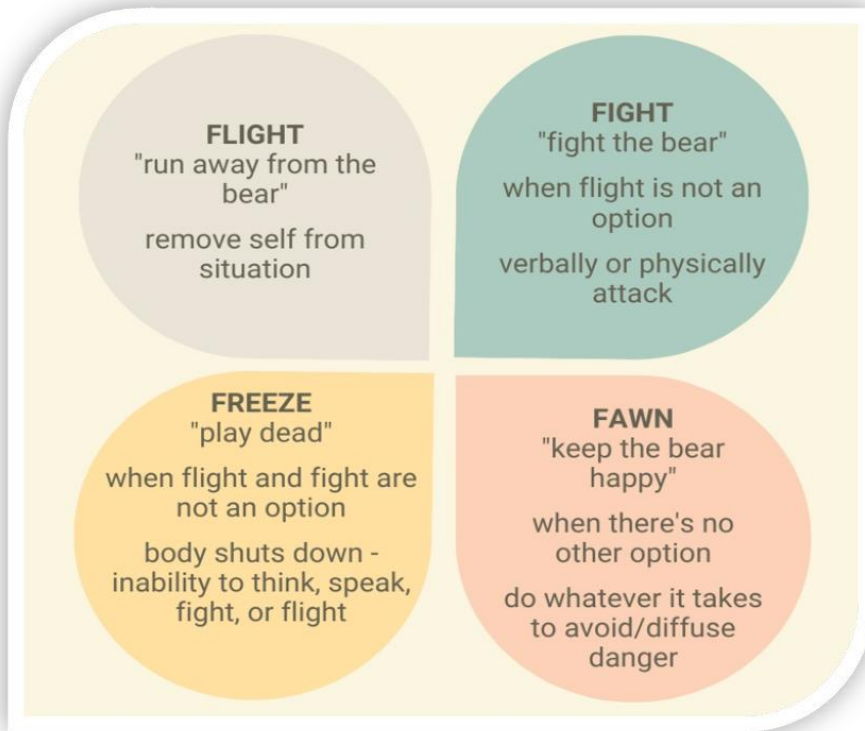 FLIGHT
"run away from the
bear"
remove self from
situation
FIGHT
"fight the bear"
when flight is not an
option
verbally or physically
attack
FREEZE
"play dead"
when flight and fight are
not an option
body shuts down -
inability to think, speak,
fight, or flight
FAWN
"keep the bear
happy"
when there's no
other option
do whatever it takes
to avoid/diffuse
danger